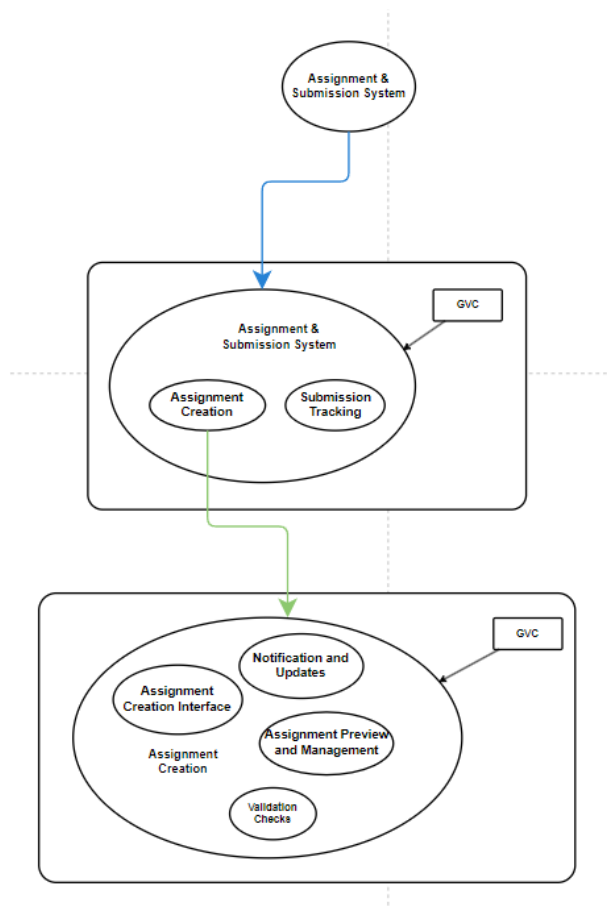 Assignment &
Submission System
GVC
Assignment &
Submission System
Assignment
Creation
Submission
Tracking
GVC
Notification and
Updates
Assignment
Creation Interface
Assignment Preview
and Management
Assignment
Creation
Validation
Checks